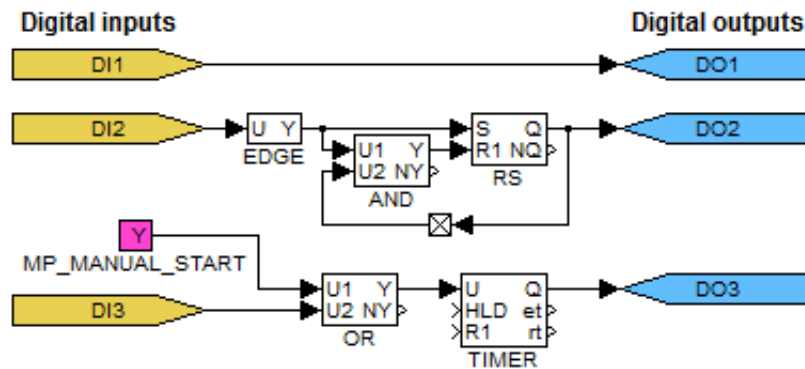 Digital inputs Digital outputs
DI1 DO1
DI2 U Y S Q DO2
EDGE U1 Y R1 NQ
U2 NY RS
AND
Y
MP_MANUAL_START U1 Y U Q DO3
DI3 U2 NY HLD et
OR R1 rt
TIMER